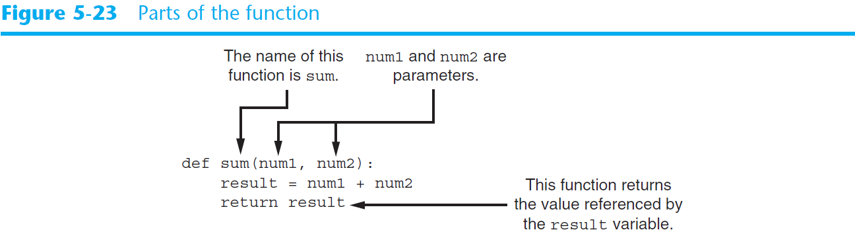 Figure 5-23 Parts of the function
The name of this
function is sum.
num1 and num2 are
parameters.
def sum(num1, num2):
    result = num1 + num2
    return result
This function returns
the value referenced by
the result variable.